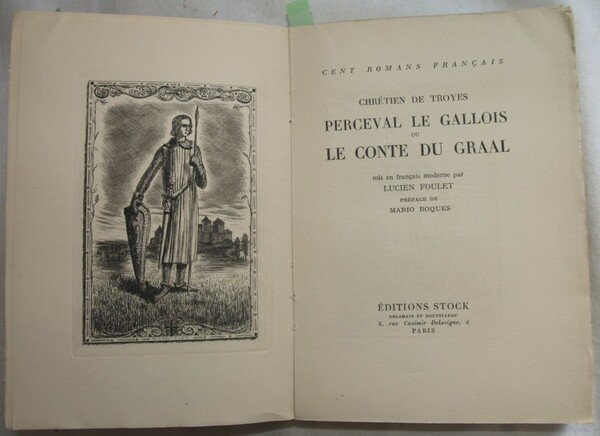 CENT ROMANS FRANÇAIS
CHRÉTIEN DE TROYES
PERCEVAL LE GALLOIS
OU
LE CONTE DU GRAAL
mis en français moderne par
LUCIEN FOULET
PRÉFACE DE
MARIO ROQUES
ÉDITIONS STOCK
DELAMAIN ET BOUTELLEAU
6, rue Casimir Delavigne, 6
PARIS